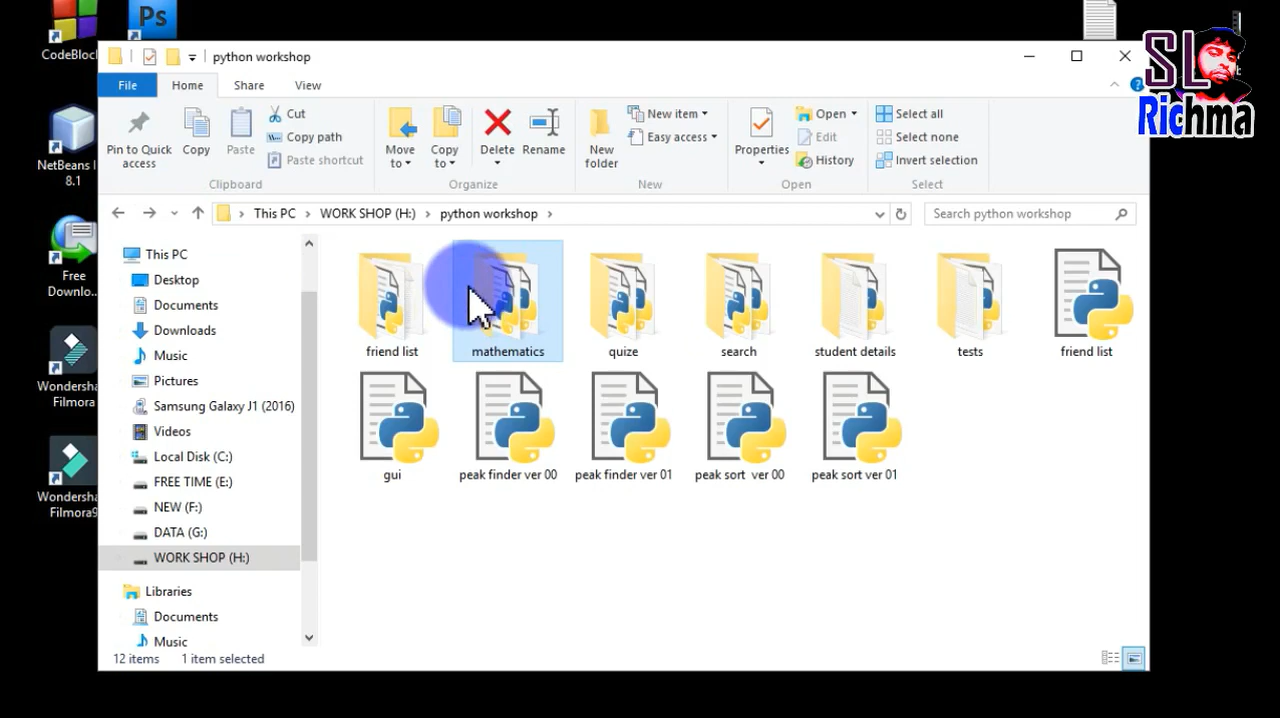 Ps
CodeBlock
python workshop
SL
Richma
File Home Share View
Pin to Quick access
Copy
Paste
Cut
Copy path
Paste shortcut
Move to
Copy to
Delete
Rename
New folder
New item
Easy access
Properties
Open
Edit
History
Select all
Select none
Invert selection
Clipboard Organize New Open Select
NetBeans I
8.1
This PC WORK SHOP (H:) python workshop
Search python workshop
Free
Downlo...
Wondersha
Filmora
Wondersha
Filmora9
This PC
Desktop
Documents
Downloads
Music
Pictures
Samsung Galaxy J1 (2016)
Videos
Local Disk (C:)
FREE TIME (E:)
NEW (F:)
DATA (G:)
WORK SHOP (H:)
Libraries
Documents
Music
friend list mathematics quize search student details tests friend list
gui peak finder ver 00 peak finder ver 01 peak sort  ver 00 peak sort ver 01
12 items 1 item selected